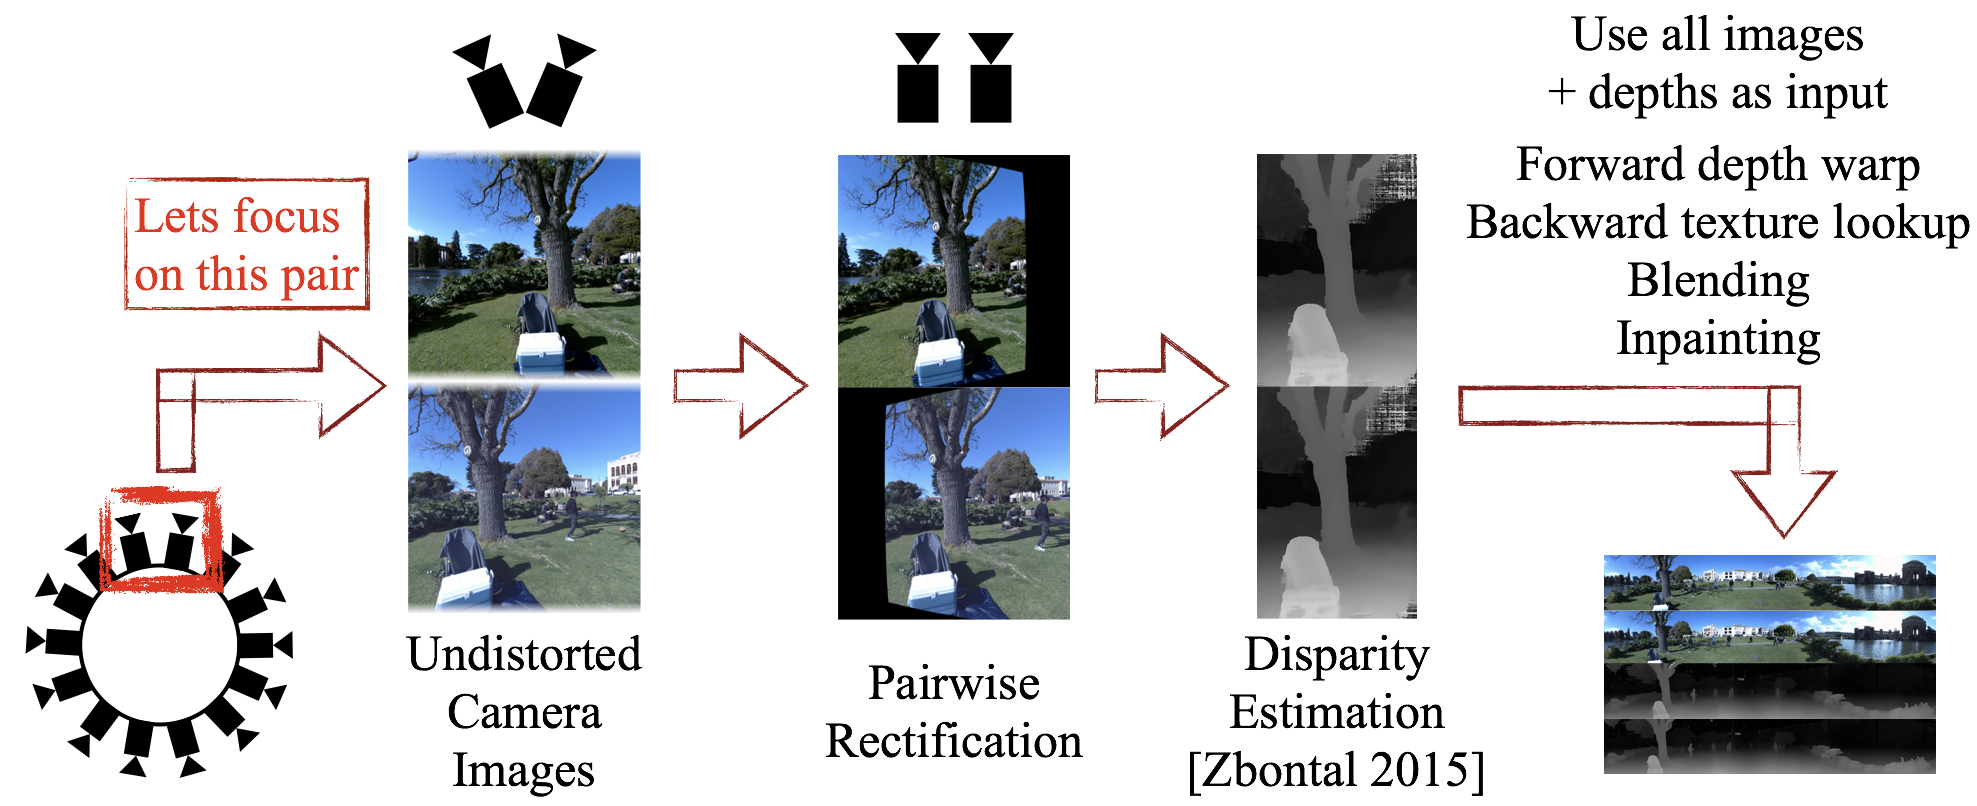 Lets focus
on this pair
Undistorted
Camera
Images
Pairwise
Rectification
Disparity
Estimation
[Zbontal 2015]
Use all images
+ depths as input
Forward depth warp
Backward texture lookup
Blending
Inpainting